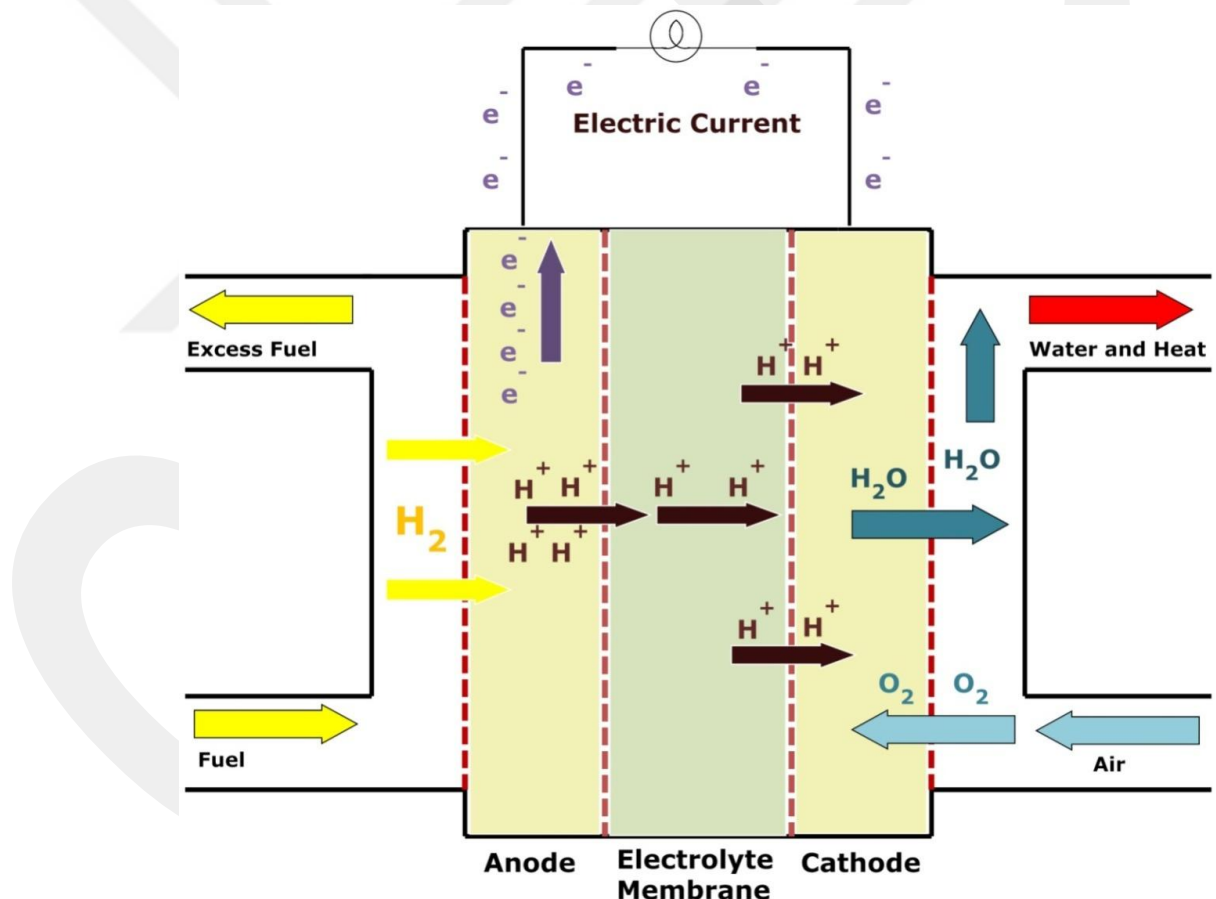 e-
e-
e-
e-
Electric Current
e-
e-
e-
e-
Excess Fuel
e-
e-
H+ H+
Water and Heat
H2
H+ H+
H+ H+
H+ H+
H2O
H2O
H+ H+
O2 O2
Fuel
Air
Anode
Electrolyte
Membrane
Cathode